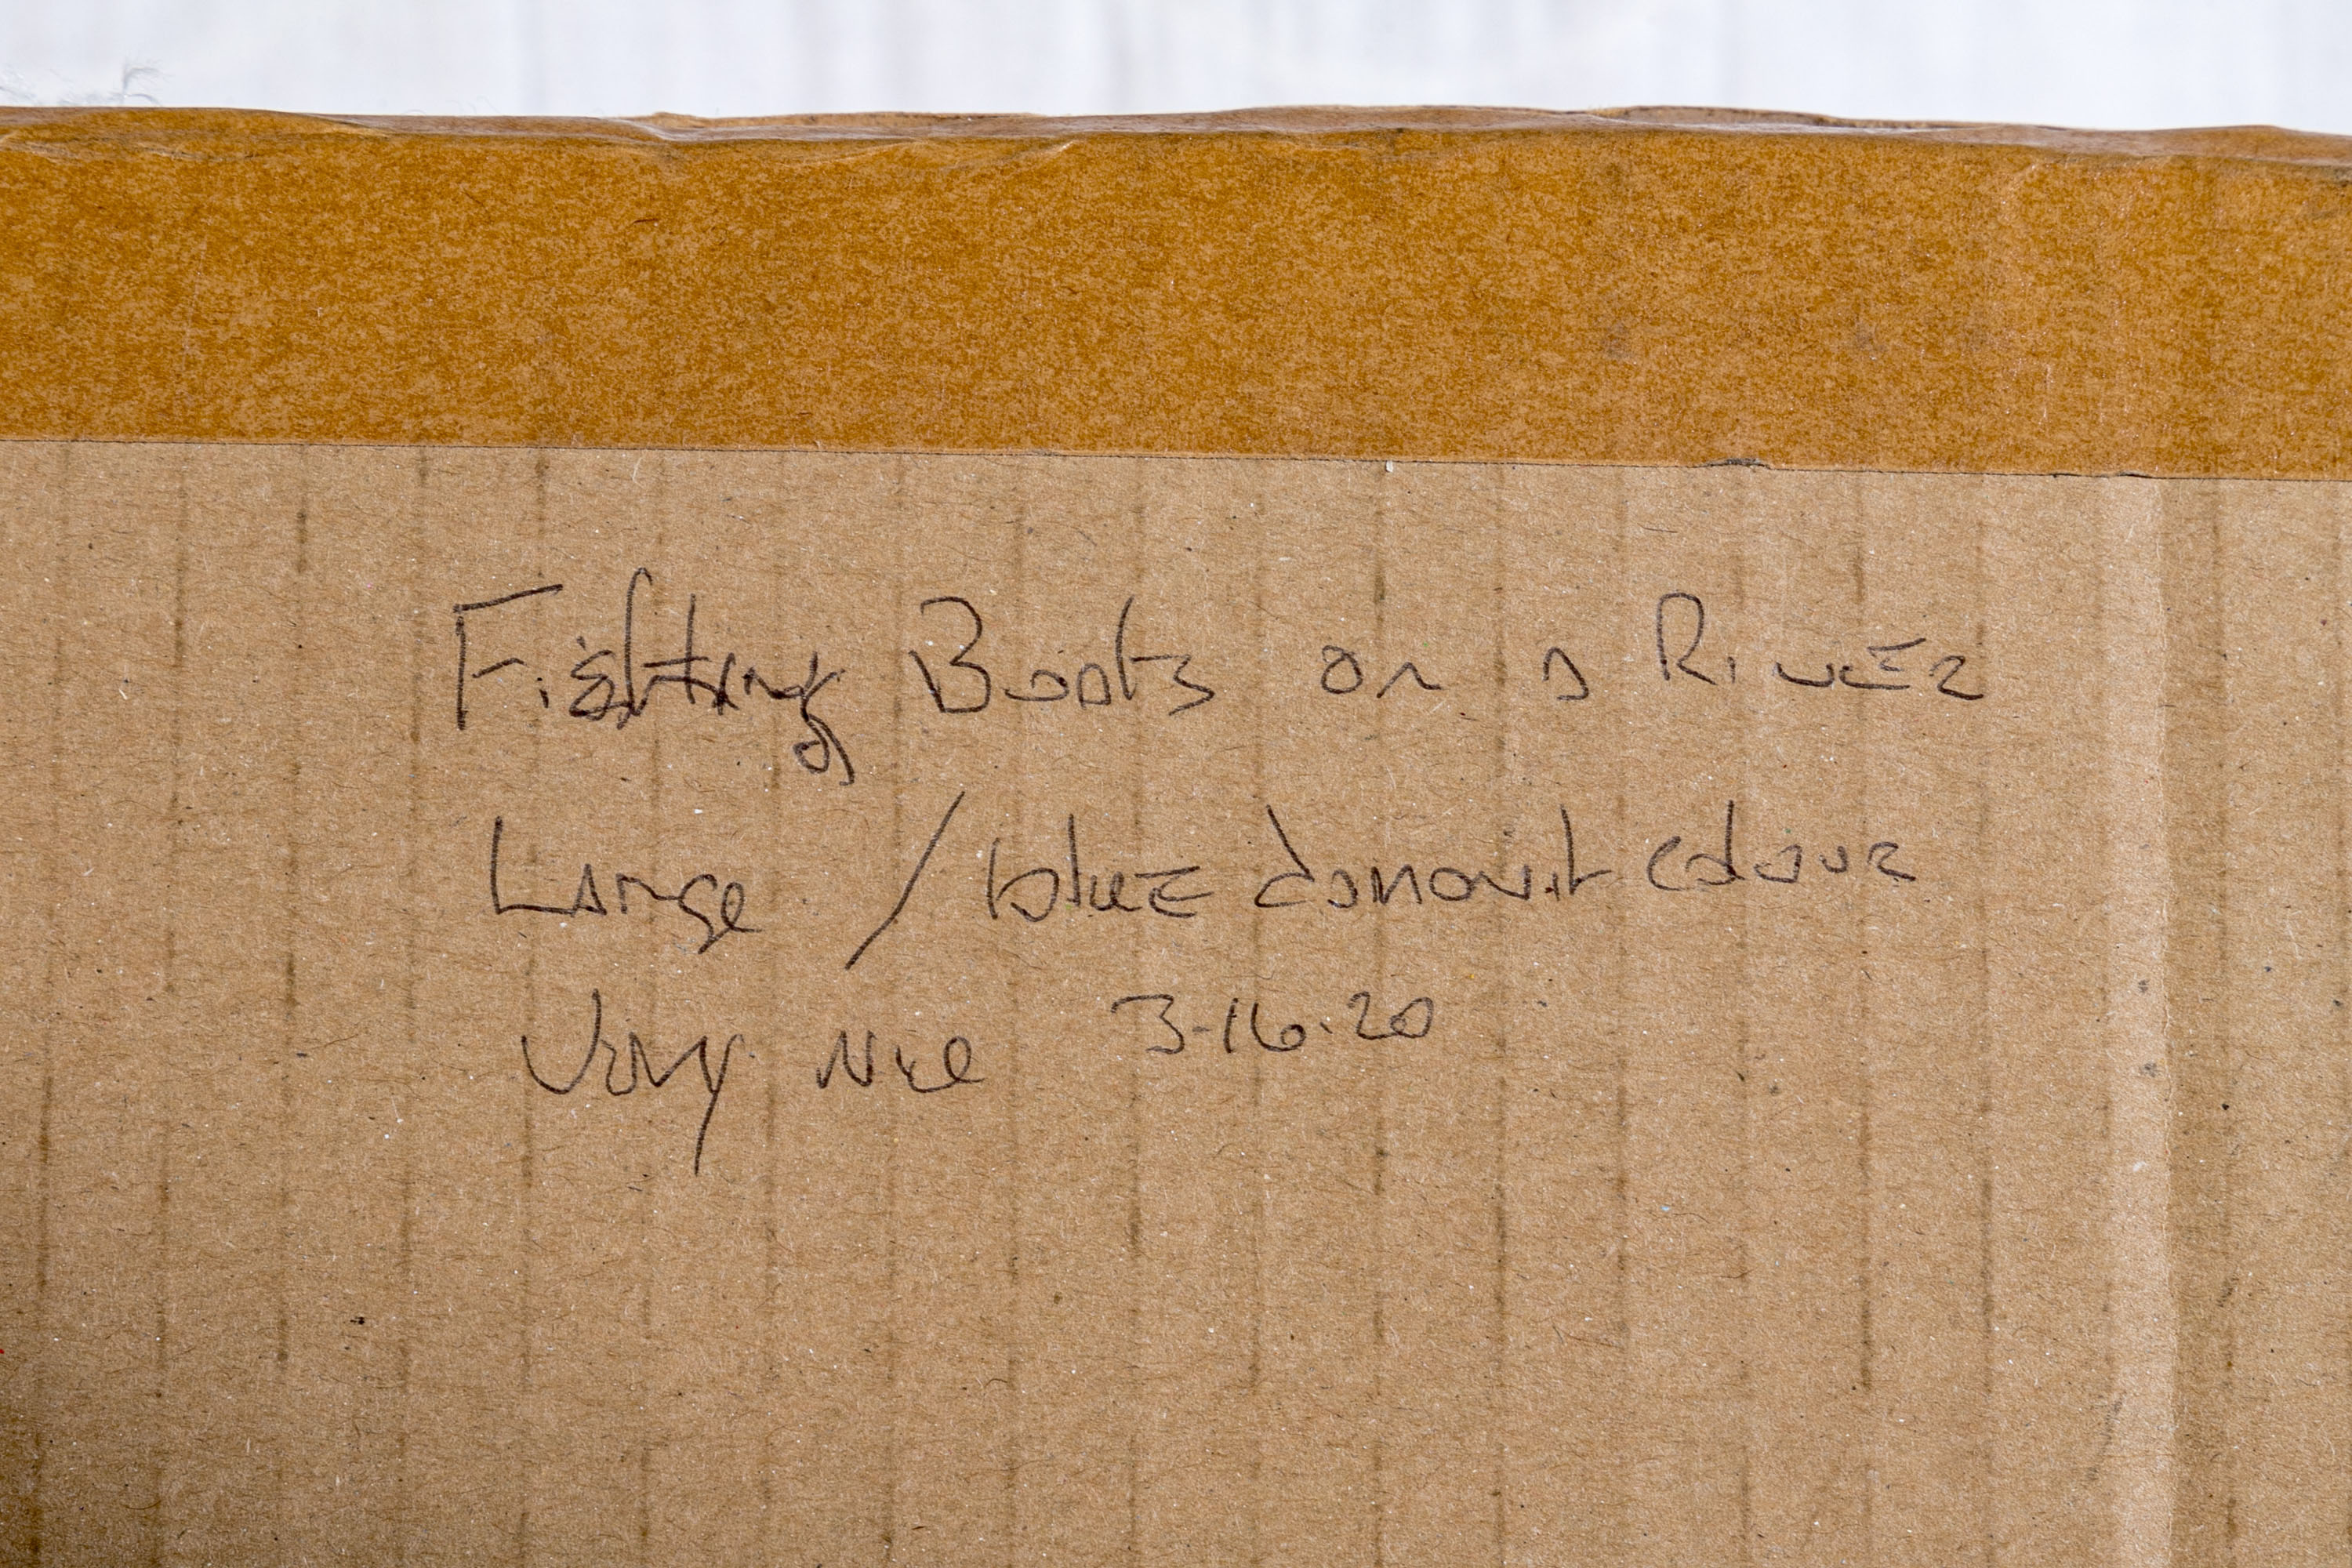 Fishing Boats on a River
Large / blue dominant colour
Very Nice 3-16-20